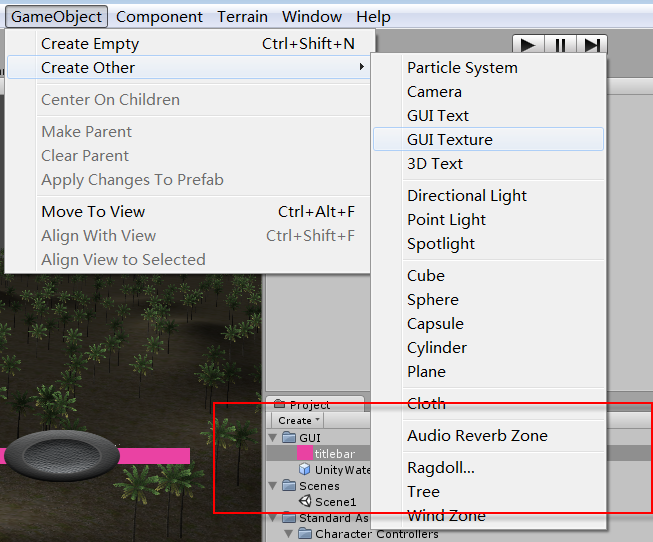 GameObject Component Terrain Window Help
Create Empty Ctrl+Shift+N
Create Other
Center On Children
Make Parent
Clear Parent
Apply Changes To Prefab
Move To View Ctrl+Alt+F
Align With View Ctrl+Shift+F
Align View to Selected
Particle System
Camera
GUI Text
GUI Texture
3D Text
Directional Light
Point Light
Spotlight
Cube
Sphere
Capsule
Cylinder
Plane
Cloth
Audio Reverb Zone
Ragdoll...
Tree
Wind Zone
Project
Create
GUI
titlebar
UnityWate
Scenes
Scene1
Standard As
Character Controllers